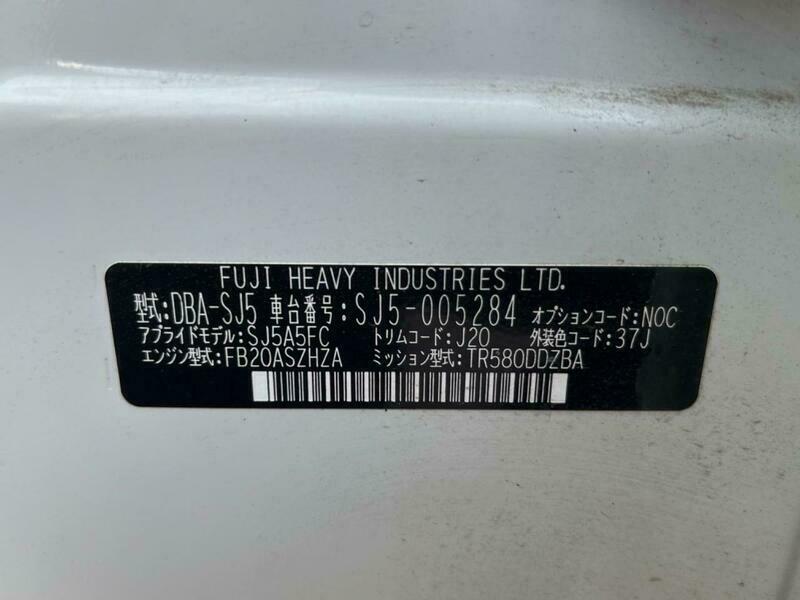 FUJI HEAVY INDUSTRIES LTD.
型式:DBA-SJ5 車台番号:SJ5-005284 オプションコード:NOC
アプライドモデル:SJ5A5FC トリムコード:J20 外装色コード:37J
エンジン型式:FB20ASZHZA ミッション型式:TR580DDZBA